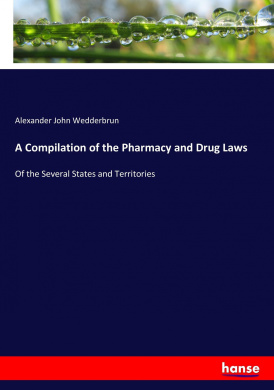 Alexander John Wedderbrun
A Compilation of the Pharmacy and Drug Laws
Of the Several States and Territories
hanse